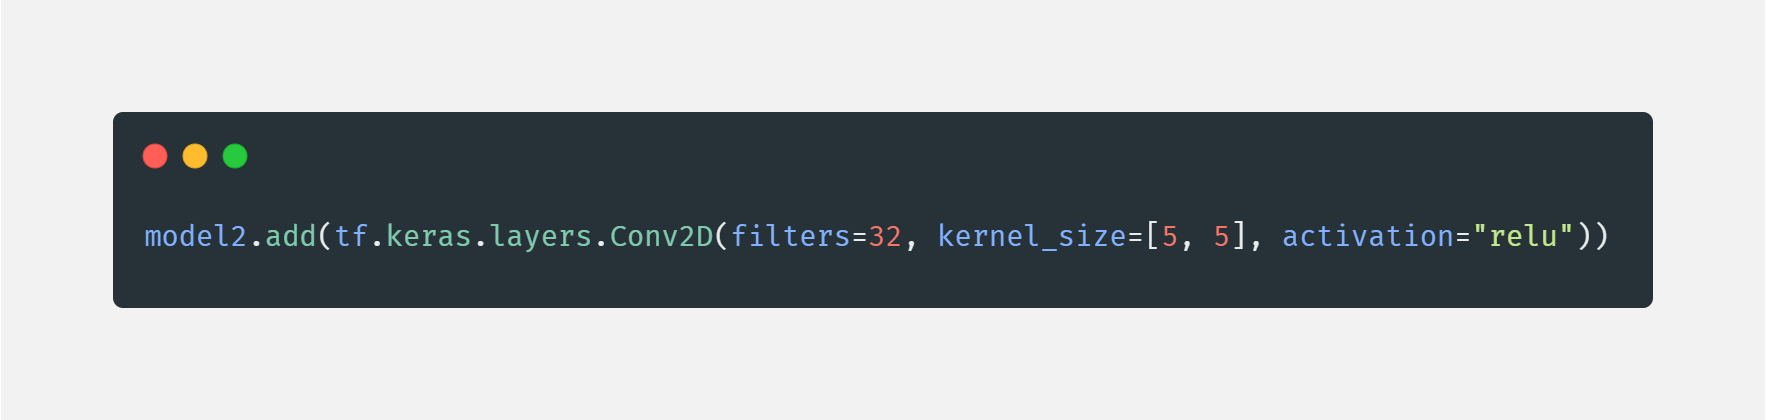 model2.add(tf.keras.layers.Conv2D(filters=32, kernel_size=[5, 5], activation="relu"))